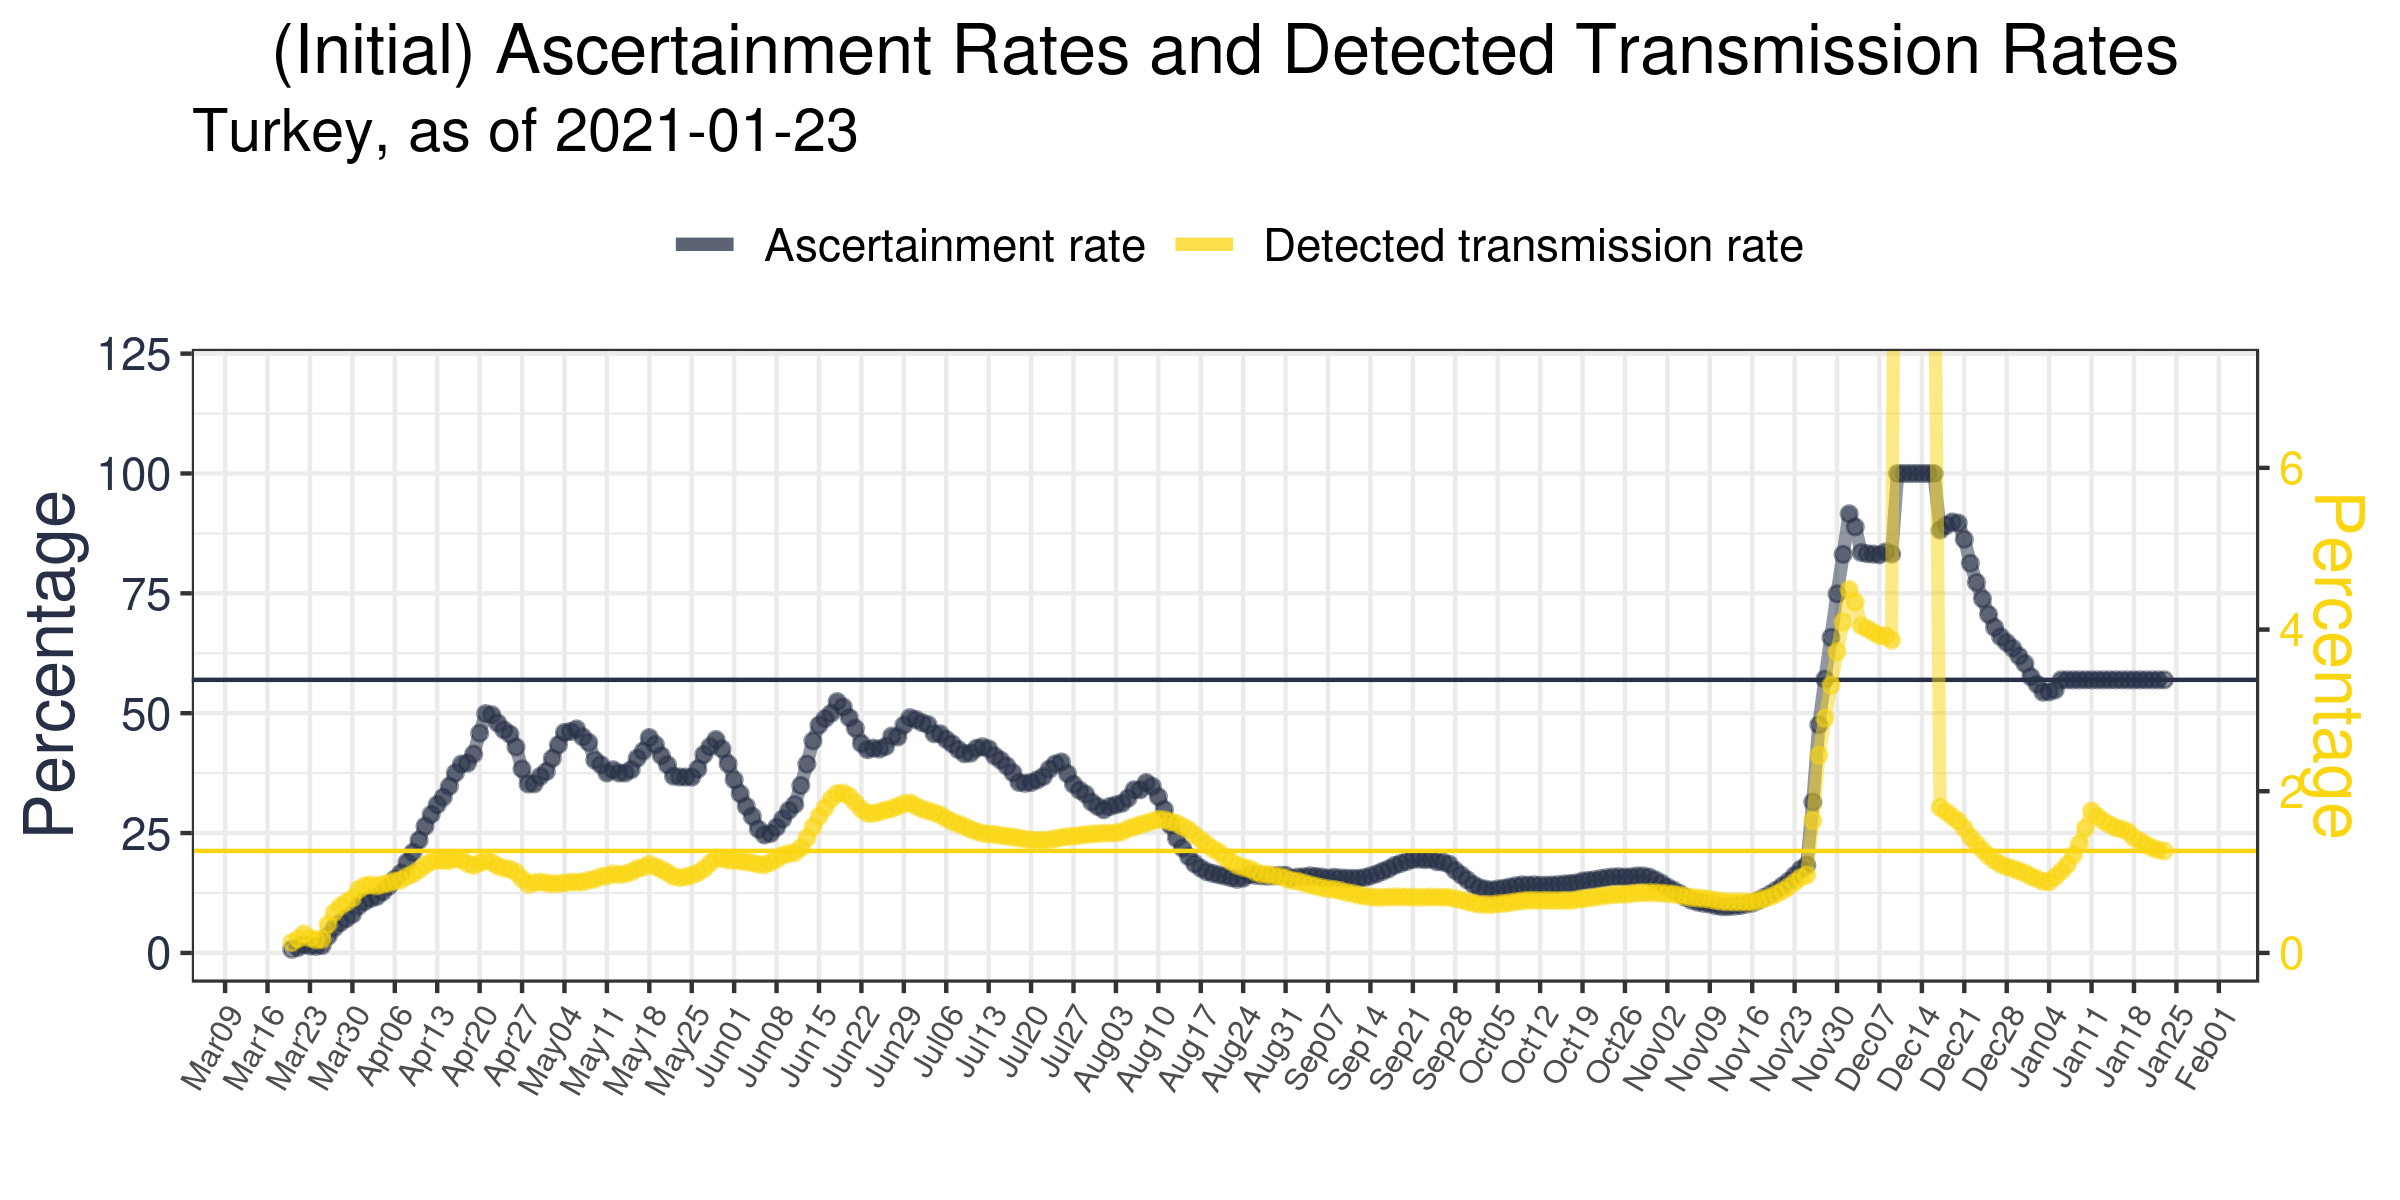 (Initial) Ascertainment Rates and Detected Transmission Rates
Turkey, as of 2021-01-23
Ascertainment rate Detected transmission rate
Percentage
125
100
75
50
25
0
6
4
2
0
Percentage
Mar09 Mar16 Mar23 Mar30 Apr06 Apr13 Apr20 Apr27 May04 May11 May18 May25 Jun01 Jun08 Jun15 Jun22 Jun29 Jul06 Jul13 Jul20 Jul27 Aug03 Aug10 Aug17 Aug24 Aug31 Sep07 Sep14 Sep21 Sep28 Oct05 Oct12 Oct19 Oct26 Nov02 Nov09 Nov16 Nov23 Nov30 Dec07 Dec14 Dec21 Dec28 Jan04 Jan11 Jan18 Jan25 Feb01